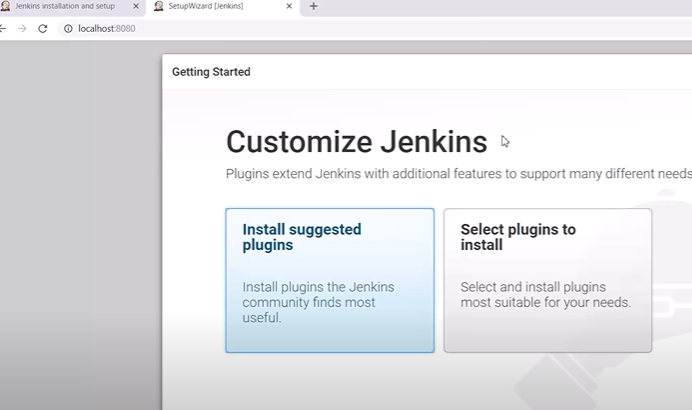 Jenkins installation and setup
SetupWizard [Jenkins]
localhost:8080
Getting Started
Customize Jenkins
Plugins extend Jenkins with additional features to support many different needs
Install suggested
plugins
Install plugins the Jenkins
community finds most
useful.
Select plugins to
install
Select and install plugins
most suitable for your needs.